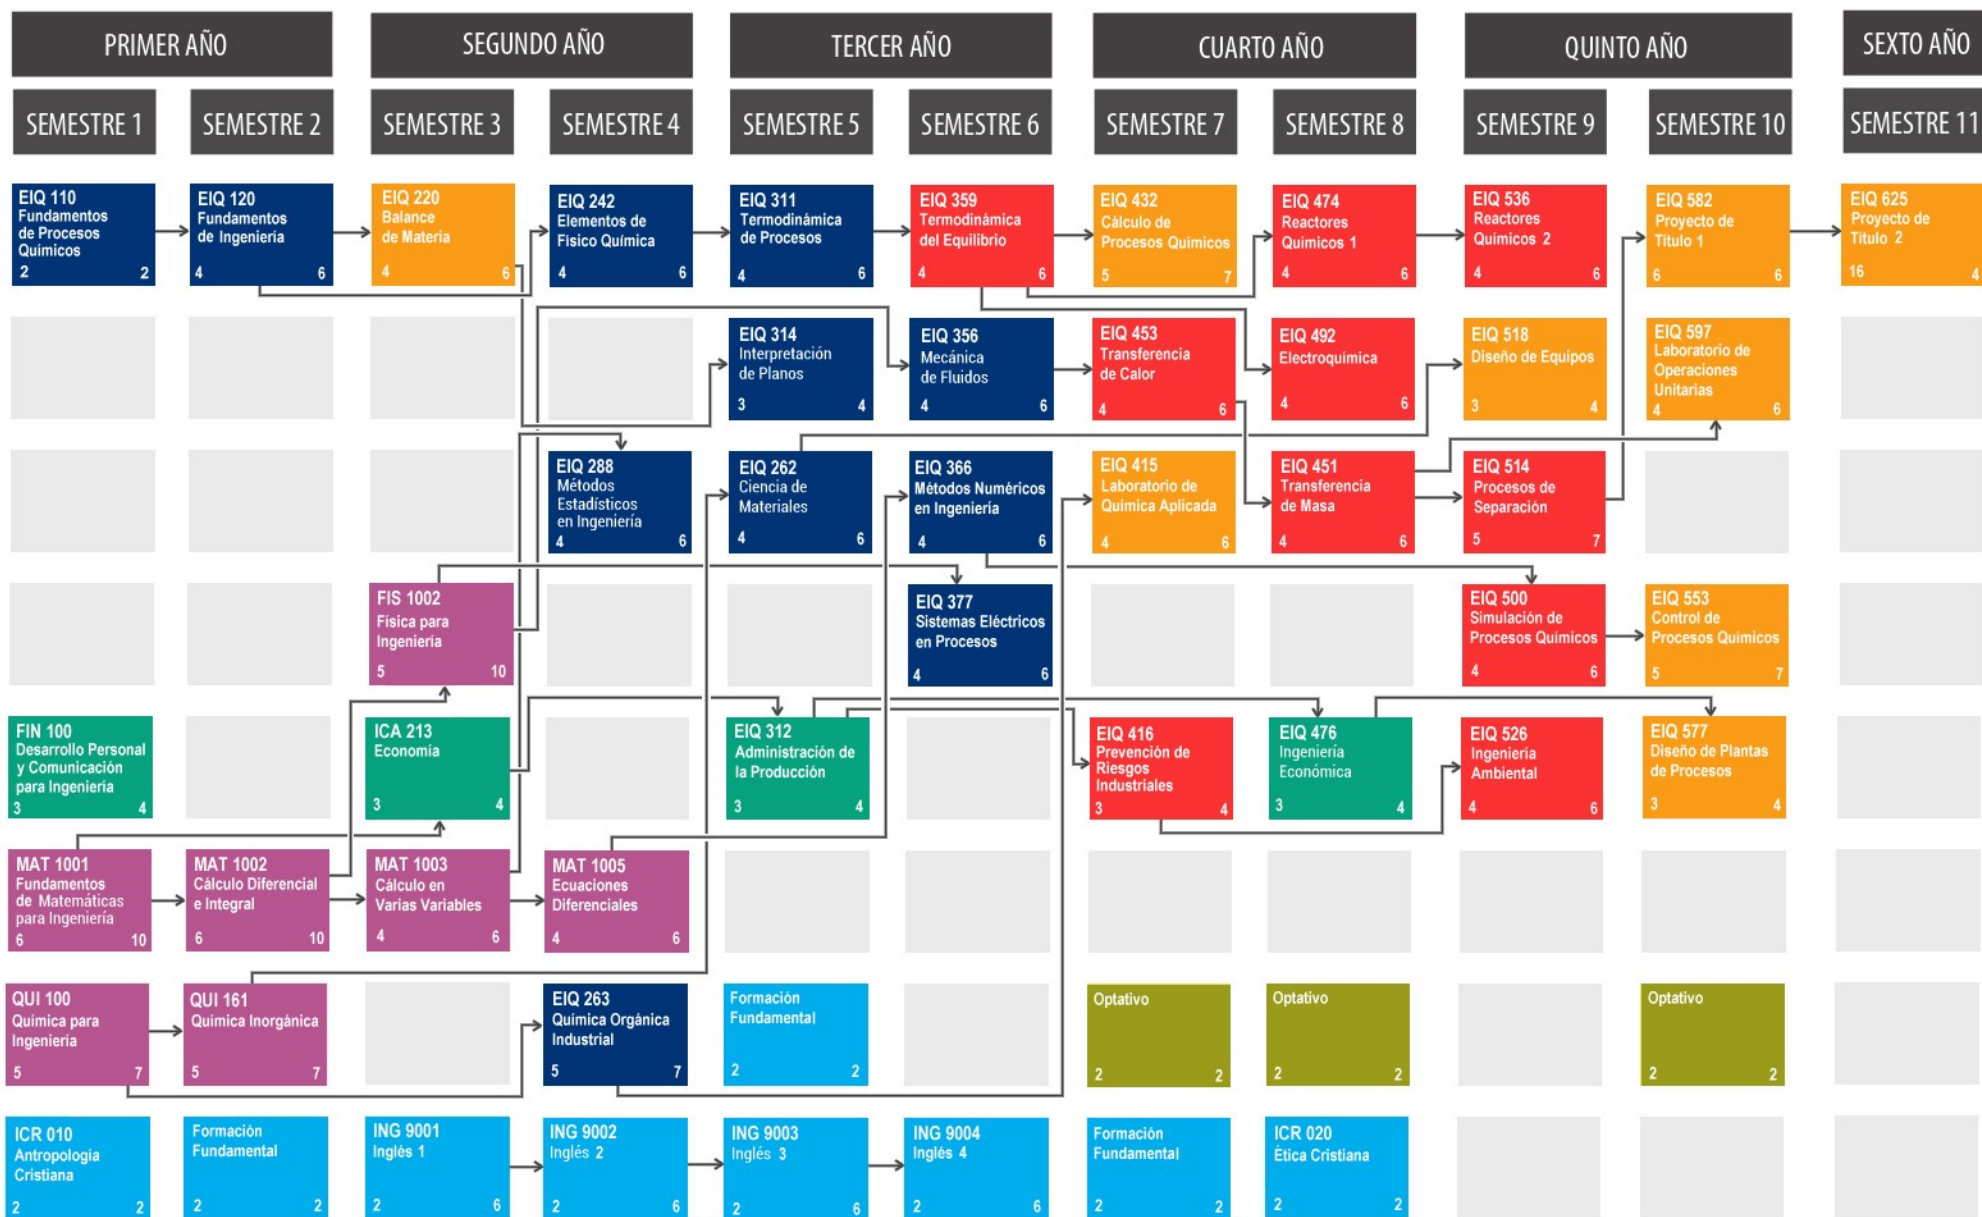 PRIMER AÑO
SEGUNDO AÑO
TERCER AÑO
CUARTO AÑO
QUINTO AÑO
SEXTO AÑO
SEMESTRE 1
SEMESTRE 2
SEMESTRE 3
SEMESTRE 4
SEMESTRE 5
SEMESTRE 6
SEMESTRE 7
SEMESTRE 8
SEMESTRE 9
SEMESTRE 10
SEMESTRE 11
EIQ 110
Fundamentos
de Procesos
Químicos
2 2
EIQ 120
Fundamentos
de Ingeniería
4 6
EIQ 220
Balance
de Materia
4 6
EIQ 242
Elementos de
Físico Química
4 6
EIQ 311
Termodinámica
de Procesos
4 6
EIQ 359
Termodinámica
del Equilibrio
4 6
EIQ 432
Cálculo de
Procesos Químicos
5 7
EIQ 474
Reactores
Químicos 1
4 6
EIQ 536
Reactores
Químicos 2
4 6
EIQ 582
Proyecto de
Título 1
6 6
EIQ 625
Proyecto de
Título 2
16 4
EIQ 314
Interpretación
de Planos
3 4
EIQ 356
Mecánica
de Fluidos
4 6
EIQ 453
Transferencia
de Calor
4 6
EIQ 492
Electroquímica
4 6
EIQ 518
Diseño de Equipos
3 4
EIQ 597
Laboratorio de
Operaciones
Unitarias
4 6
EIQ 288
Métodos
Estadísticos
en Ingeniería
4 6
EIQ 262
Ciencia de
Materiales
4 6
EIQ 366
Métodos Numéricos
en Ingeniería
4 6
EIQ 415
Laboratorio de
Química Aplicada
4 6
EIQ 451
Transferencia
de Masa
4 6
EIQ 514
Procesos de
Separación
5 7
FIS 1002
Física para
Ingeniería
5 10
EIQ 377
Sistemas Eléctricos
en Procesos
4 6
EIQ 500
Simulación de
Procesos Químicos
4 6
EIQ 553
Control de
Procesos Químicos
5 7
FIN 100
Desarrollo Personal
y Comunicación
para Ingeniería
3 4
ICA 213
Economía
3 4
EIQ 312
Administración de
la Producción
3 4
EIQ 416
Prevención de
Riesgos
Industriales
3 4
EIQ 476
Ingeniería
Económica
3 4
EIQ 526
Ingeniería
Ambiental
4 6
EIQ 577
Diseño de Plantas
de Procesos
3 4
MAT 1001
Fundamentos
de Matemáticas
para Ingeniería
6 10
MAT 1002
Cálculo Diferencial
e Integral
6 10
MAT 1003
Cálculo en
Varias Variables
4 6
MAT 1005
Ecuaciones
Diferenciales
4 6
QUI 100
Química para
Ingeniería
5 7
QUI 161
Química Inorgánica
5 7
EIQ 263
Química Orgánica
Industrial
5 7
Formación
Fundamental
2 2
Optativo
2 2
Optativo
2 2
Optativo
2 2
ICR 010
Antropología
Cristiana
2 2
Formación
Fundamental
2 2
ING 9001
Inglés 1
2 6
ING 9002
Inglés 2
2 6
ING 9003
Inglés 3
2 6
ING 9004
Inglés 4
2 6
Formación
Fundamental
2 2
ICR 020
Ética Cristiana
2 2